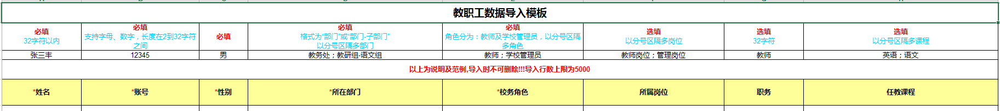 教职工数据导入模板
必填
32字符以内
必填
支持字母、数字，长度在2到32字符
之间
必填
必填
格式为“部门”或“部门-子部门”
以分号区隔多部门
必填
角色分为：教师及学校管理员，以分号区隔
多角色
选填
以分号区隔多岗位
选填
32字符
选填
以分号区隔多课程
张三丰
12345
男
教务处；教研组-语文组
教师；学校管理员
教师岗位；管理岗位
教师
英语；语文
以上为说明及范例,导入时不可删除!!!导入行数上限为5000
*姓名
*账号
*性别
*所在部门
*校务角色
所属岗位
职务
任教课程